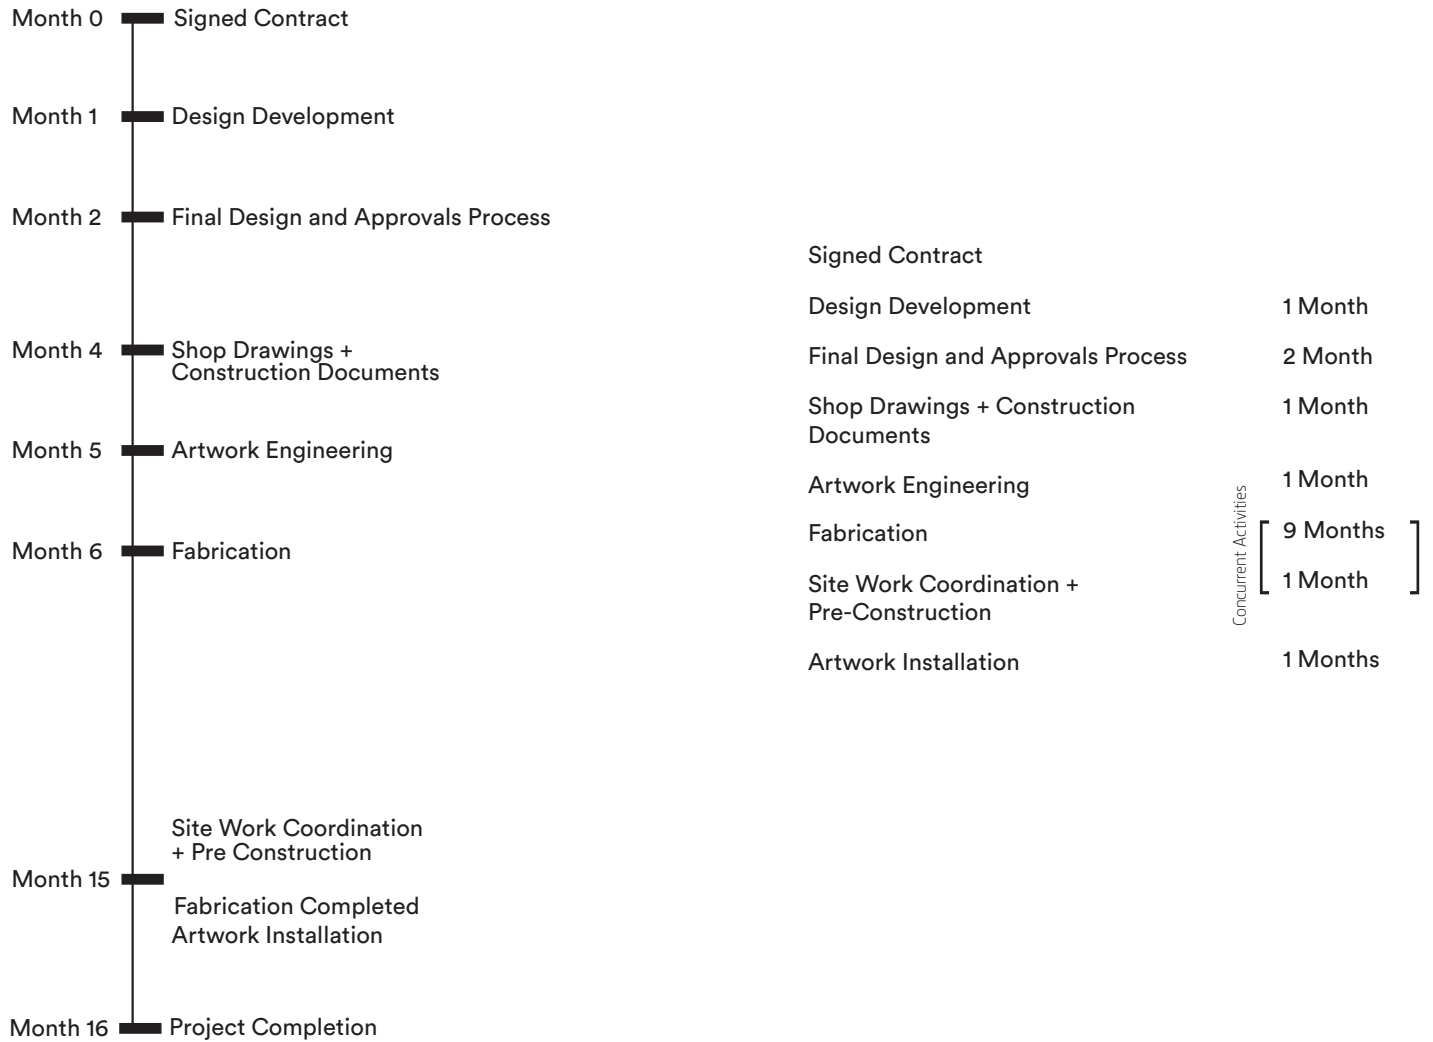 Month 0 Signed Contract
Month 1 Design Development
Month 2 Final Design and Approvals Process
Month 4 Shop Drawings +
Construction Documents
Month 5 Artwork Engineering
Month 6 Fabrication
Site Work Coordination
+ Pre Construction
Month 15
Fabrication Completed
Artwork Installation
Month 16 Project Completion
Signed Contract
Design Development 1 Month
Final Design and Approvals Process 2 Month
Shop Drawings + Construction 1 Month
Documents
Artwork Engineering 1 Month
Concurrent Activities
Fabrication 9 Months
Site Work Coordination + 1 Month
Pre-Construction
Artwork Installation 1 Months